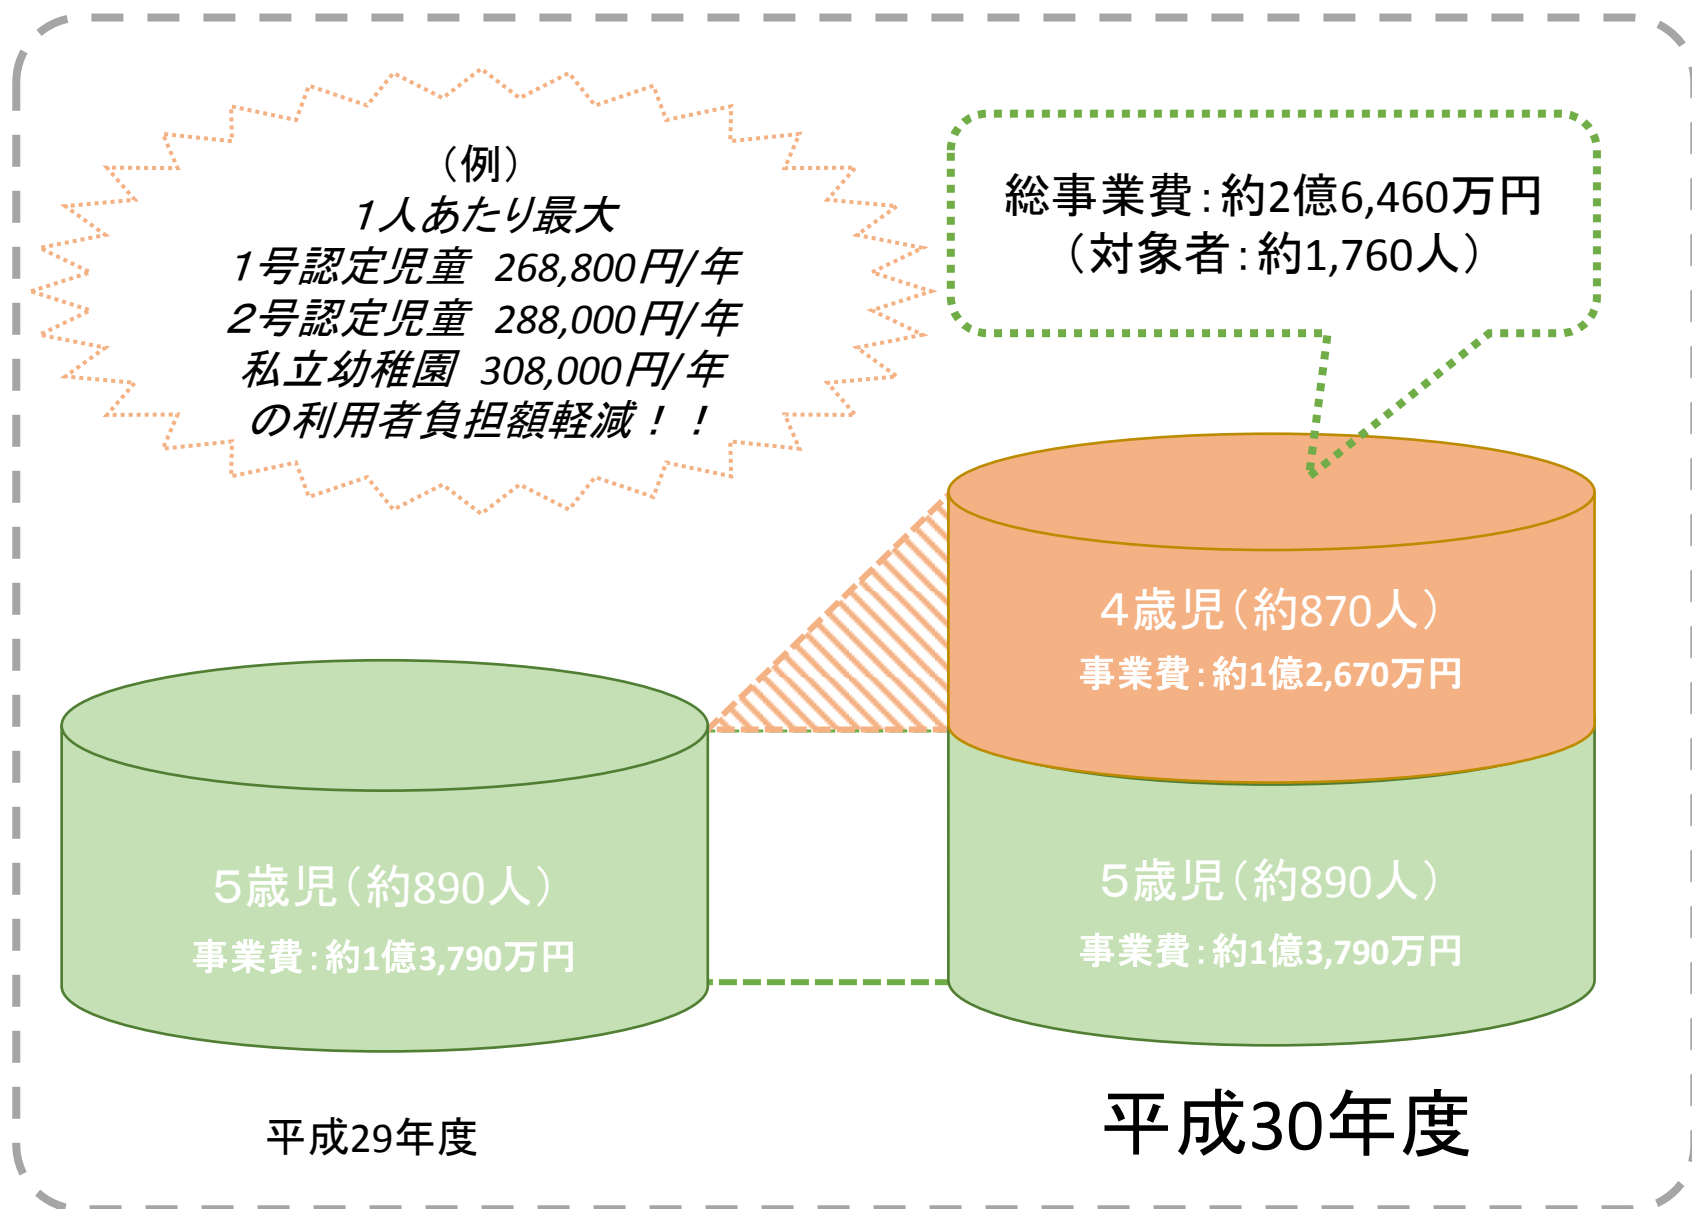 （例）
1人あたり最大
1号認定児童　268,800円/年
２号認定児童　288,000円/年
私立幼稚園　308,000円/年
の利用者負担額軽減！！
総事業費：約2億6,460万円
（対象者：約1,760人）
４歳児（約870人）
事業費：約1億2,670万円
５歳児（約890人）
事業費：約1億3,790万円
５歳児（約890人）
事業費：約1億3,790万円
平成29年度
平成30年度